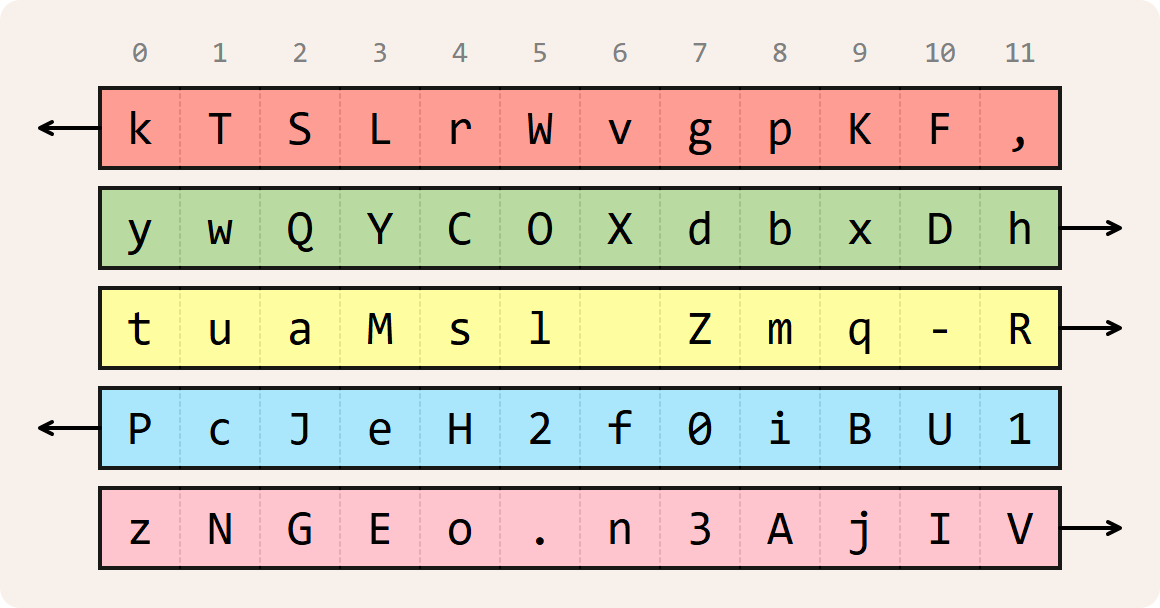 0 1 2 3 4 5 6 7 8 9 10 11
k T S L r W v g p K F ,
y w Q Y C O X d b x D h
t u a M s l Z m q - R
P c J e H 2 f 0 i B U 1
z N G E o . n 3 A j I V